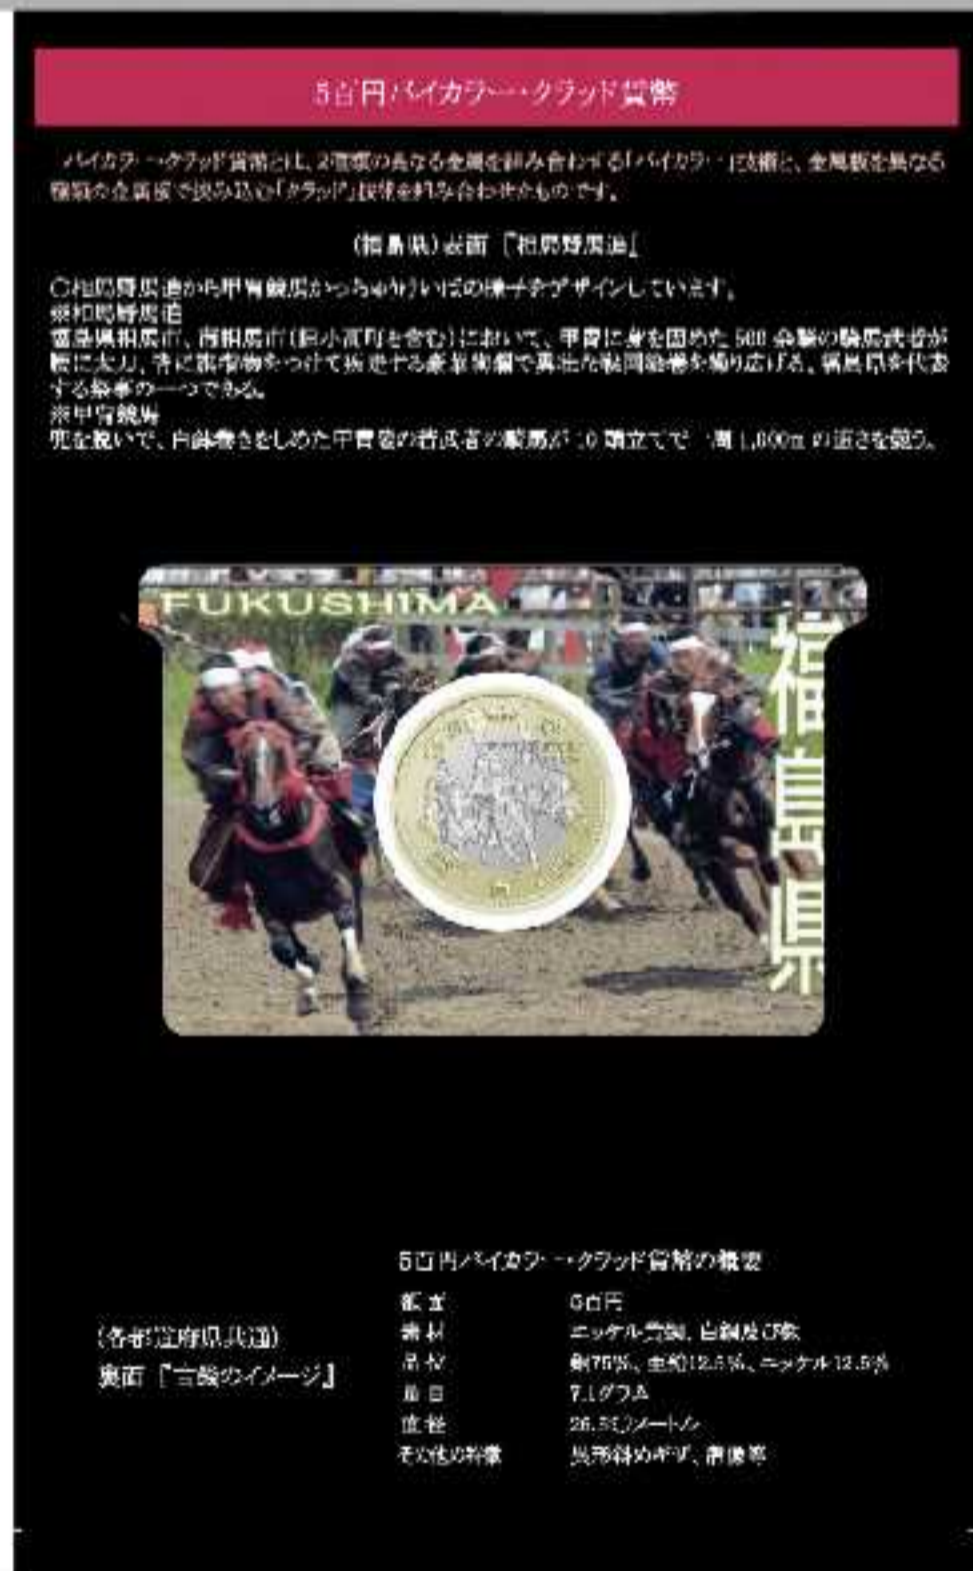 5百円バイカラー・クラッド貨幣
バイカラー・クラッド貨幣とは、2種類の異なる金属を組み合わせる「バイカラー」技術と、金属板を異なる
種類の金属板で挟み込む「クラッド」技術を組み合わせたものです。
(福島県)表面『相馬野馬追』
○相馬野馬追から甲冑競馬かっちゅうけいばの様子をデザインしています。
※相馬野馬追
福島県相馬市、南相馬市(旧小高町を含む)において、甲冑に身を固めた 500 余騎の騎馬武者が
腰に太刀、背に旗指物をつけて疾走する豪華絢爛で勇壮な戦国絵巻を繰り広げる。福島県を代表
する祭事の一つである。
※甲冑競馬
兜を脱いで、白鉢巻きをしめた甲冑姿の若武者の騎馬が 10 頭立てで一周 1,000m の速さを競う。
FUKUSHIMA
福島県
5百円バイカラー・クラッド貨幣の概要
(各都道府県共通)
裏面『古銭のイメージ』
額面 5百円
素材 ニッケル黄銅、白銅及び銅
品位 銅75%、亜鉛12.5%、ニッケル12.5%
量目 7.1グラム
直径 26.5ミリメートル
その他の特徴 異形斜めギザ、潜像等